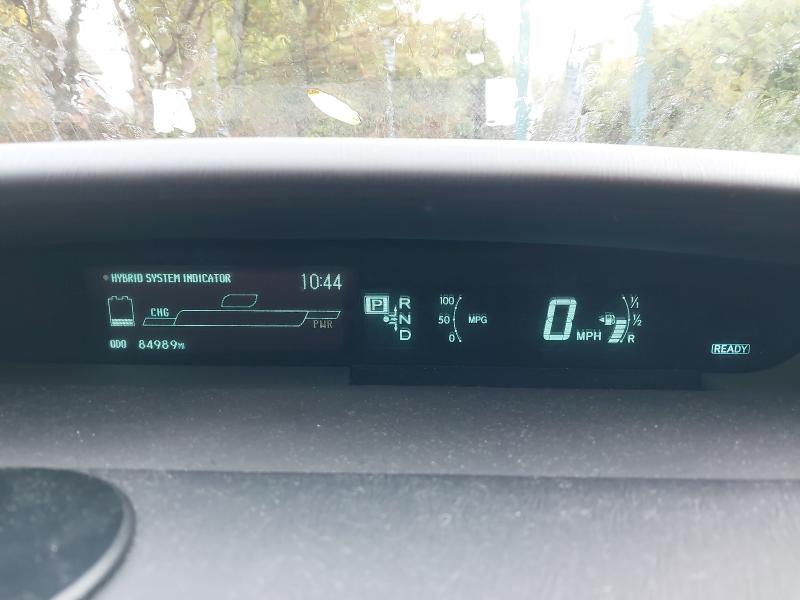 HYBRID SYSTEM INDICATOR 10:44
CHG
PWR
ODO 84989MI
P R
N
D
100
50 MPG
0
0 MPH
1/1
1/2
R
READY